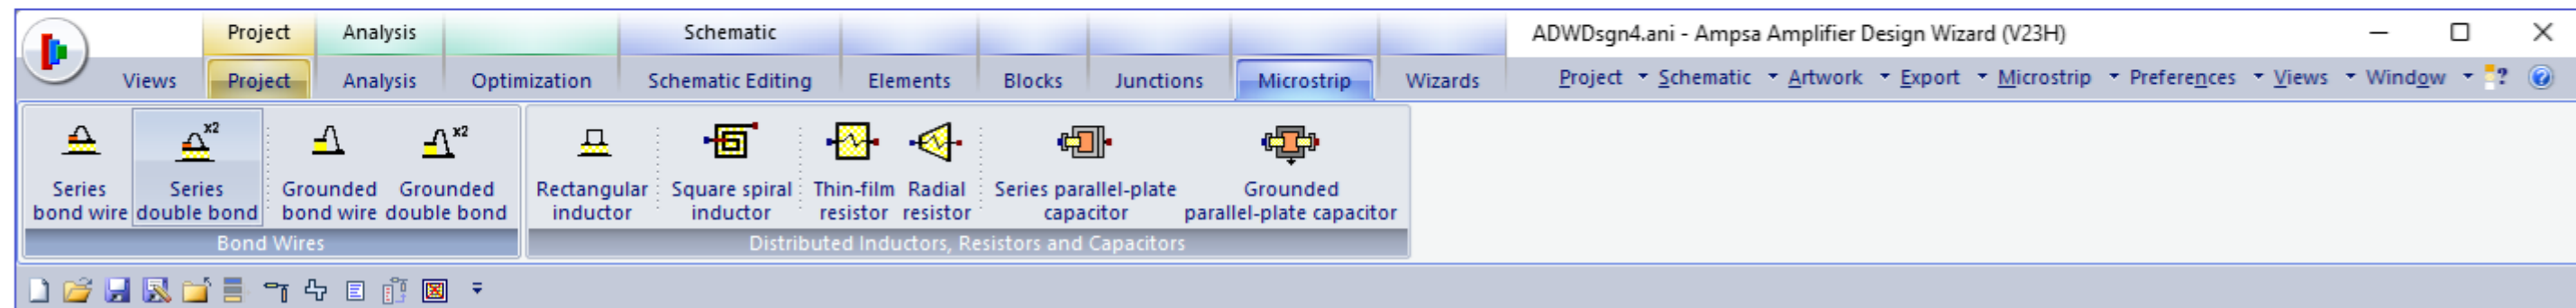 Project Analysis Schematic ADWDsgn4.ani - Ampsa Amplifier Design Wizard (V23H)
Views Project Analysis Optimization Schematic Editing Elements Blocks Junctions Microstrip Wizards Project Schematic Artwork Export Microstrip Preferences Views Window ?
x2 x2
Series Series Grounded Grounded Rectangular Square spiral Thin-film Radial Series parallel-plate Grounded
bond wire double bond bond wire double bond inductor inductor resistor resistor capacitor parallel-plate capacitor
Bond Wires Distributed Inductors, Resistors and Capacitors